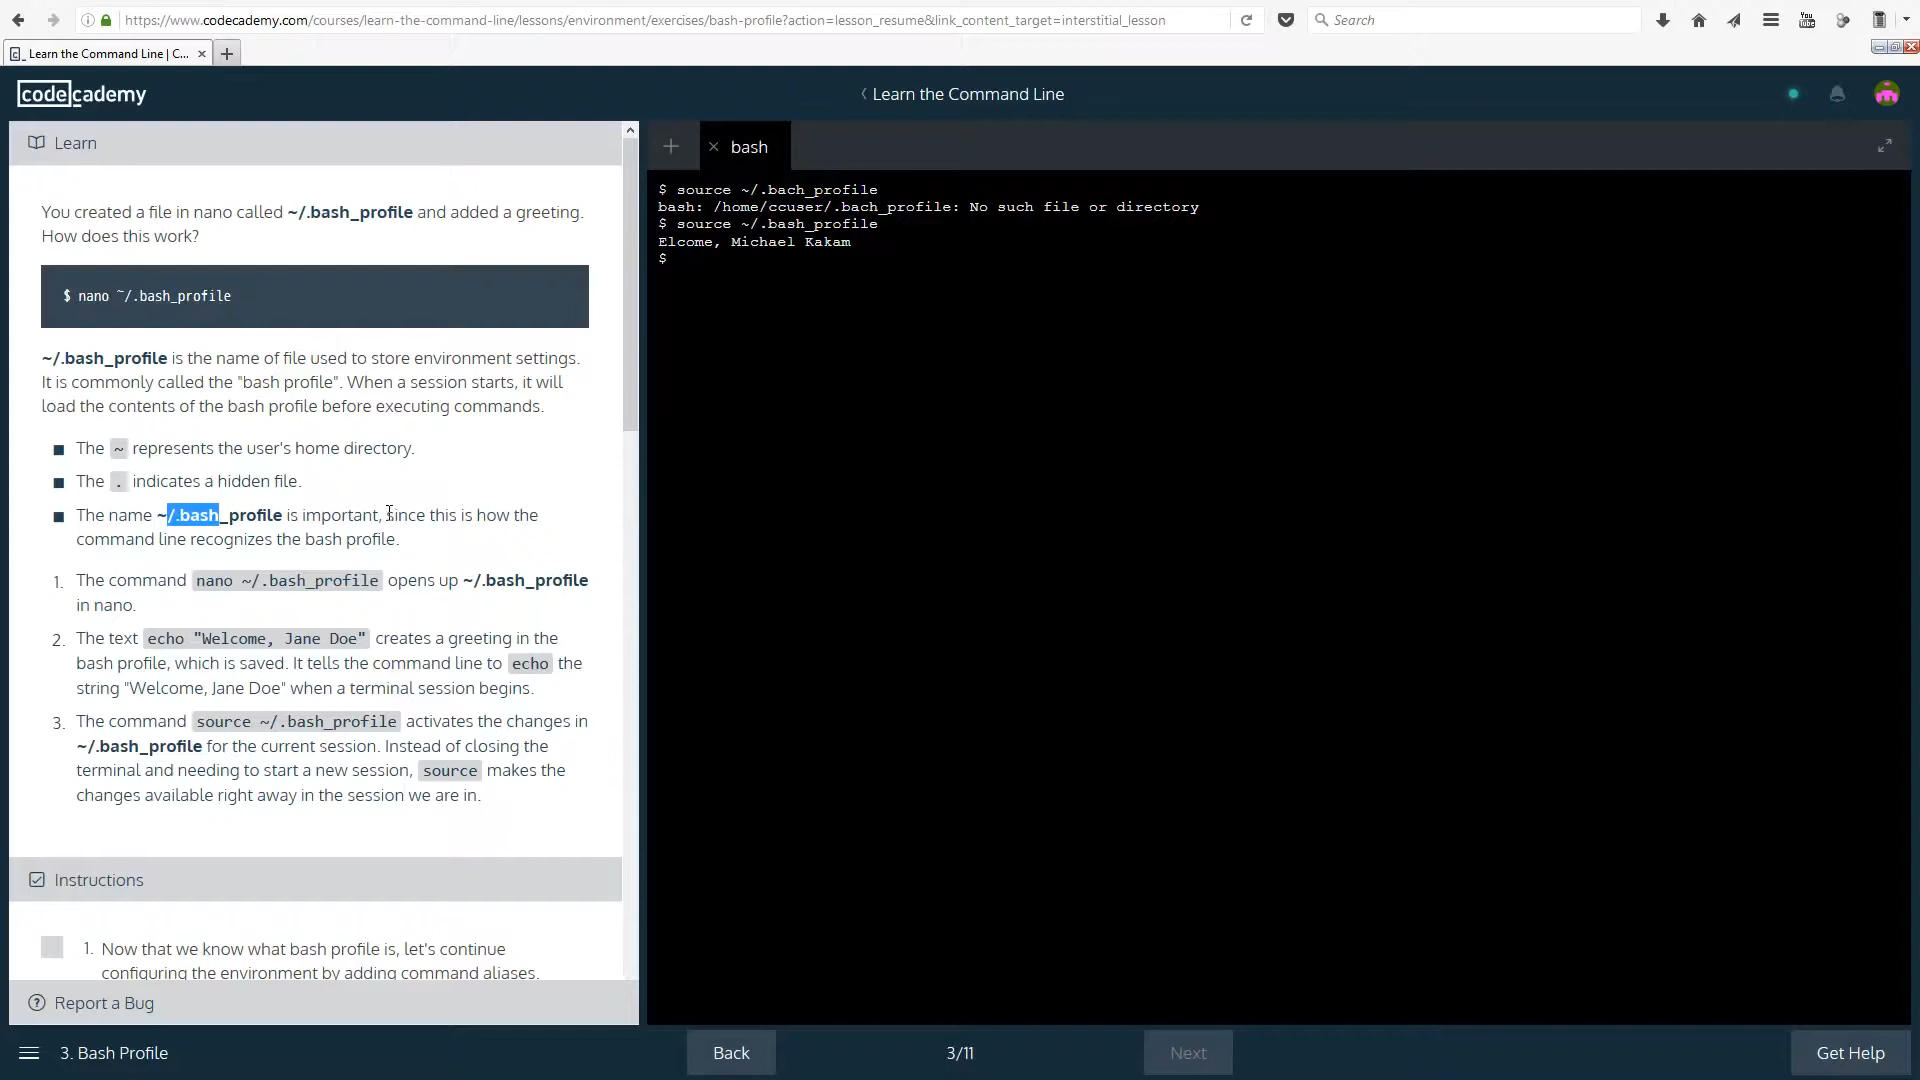 https://www.codecademy.com/courses/learn-the-command-line/lessons/environment/exercises/bash-profile?action=lesson_resume&link_content_target=interstitial_lesson
Search
Learn the Command Line | C...
codecademy
Learn the Command Line
Learn
bash
You created a file in nano called ~/.bash_profile and added a greeting.
How does this work?
$ nano ~/.bash_profile
~/.bash_profile is the name of file used to store environment settings.
It is commonly called the "bash profile". When a session starts, it will
load the contents of the bash profile before executing commands.
The ~ represents the user's home directory.
The . indicates a hidden file.
The name ~/.bash_profile is important, since this is how the
command line recognizes the bash profile.
1. The command nano ~/.bash_profile opens up ~/.bash_profile
in nano.
2. The text echo "Welcome, Jane Doe" creates a greeting in the
bash profile, which is saved. It tells the command line to echo the
string "Welcome, Jane Doe" when a terminal session begins.
3. The command source ~/.bash_profile activates the changes in
~/.bash_profile for the current session. Instead of closing the
terminal and needing to start a new session, source makes the
changes available right away in the session we are in.
Instructions
1. Now that we know what bash profile is, let's continue
configuring the environment by adding command aliases.
Report a Bug
$ source ~/.bach_profile
bash: /home/ccuser/.bach_profile: No such file or directory
$ source ~/.bash_profile
Elcome, Michael Kakam
$
3. Bash Profile
Back
3/11
Next
Get Help